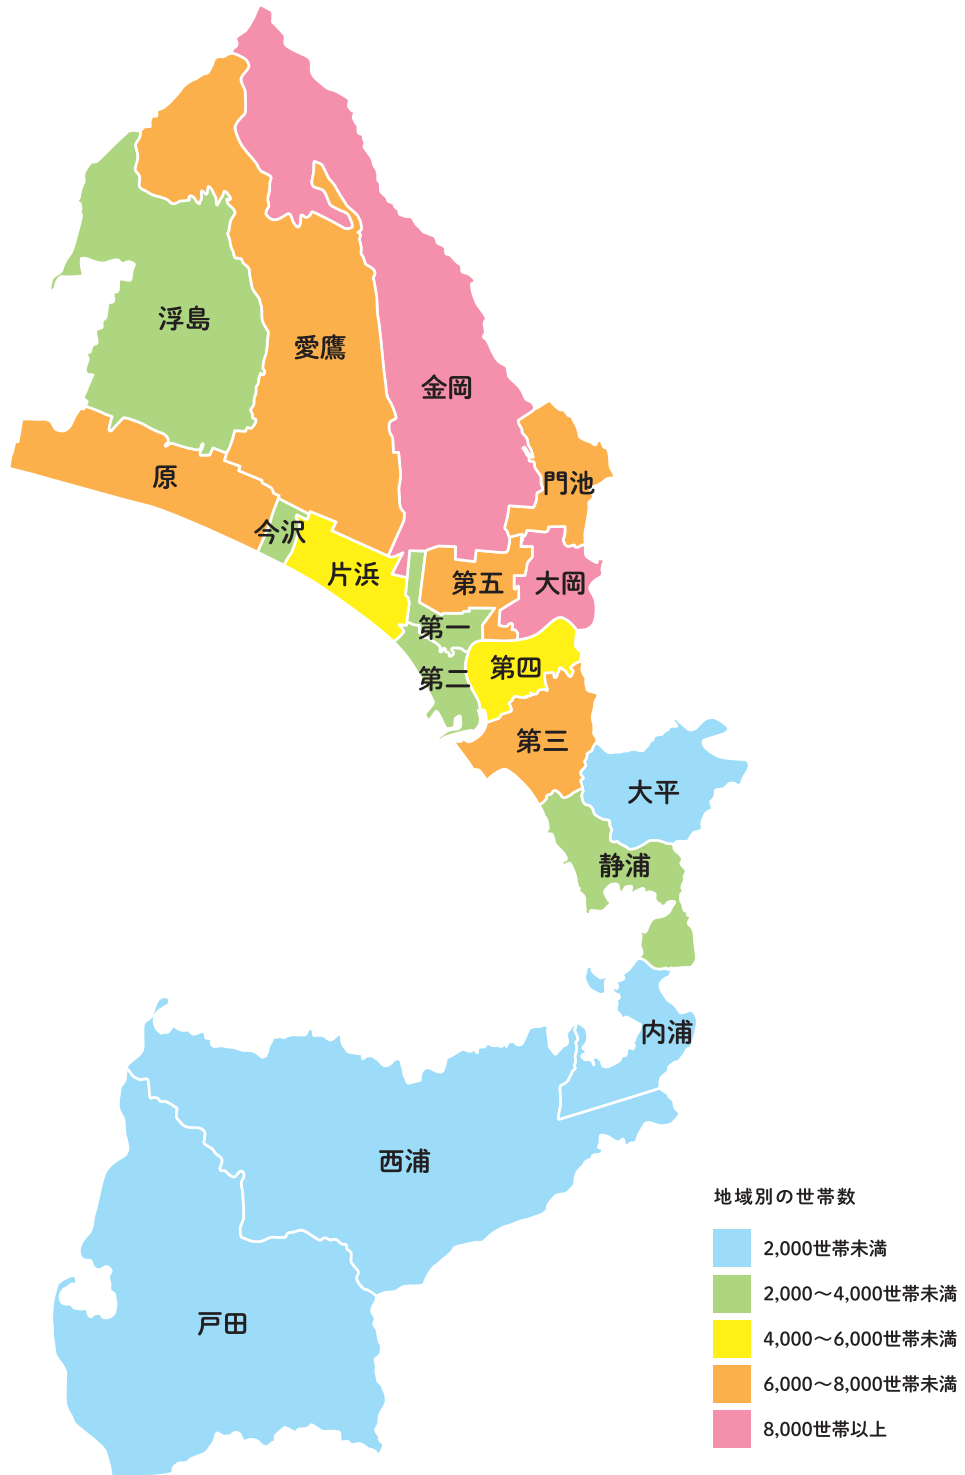 浮島
愛鷹
金岡
原
門池
今沢
片浜
第五
大岡
第一
第四
第二
第三
大平
静浦
内浦
西浦
戸田
地域別の世帯数
2,000世帯未満
2,000～4,000世帯未満
4,000～6,000世帯未満
6,000～8,000世帯未満
8,000世帯以上